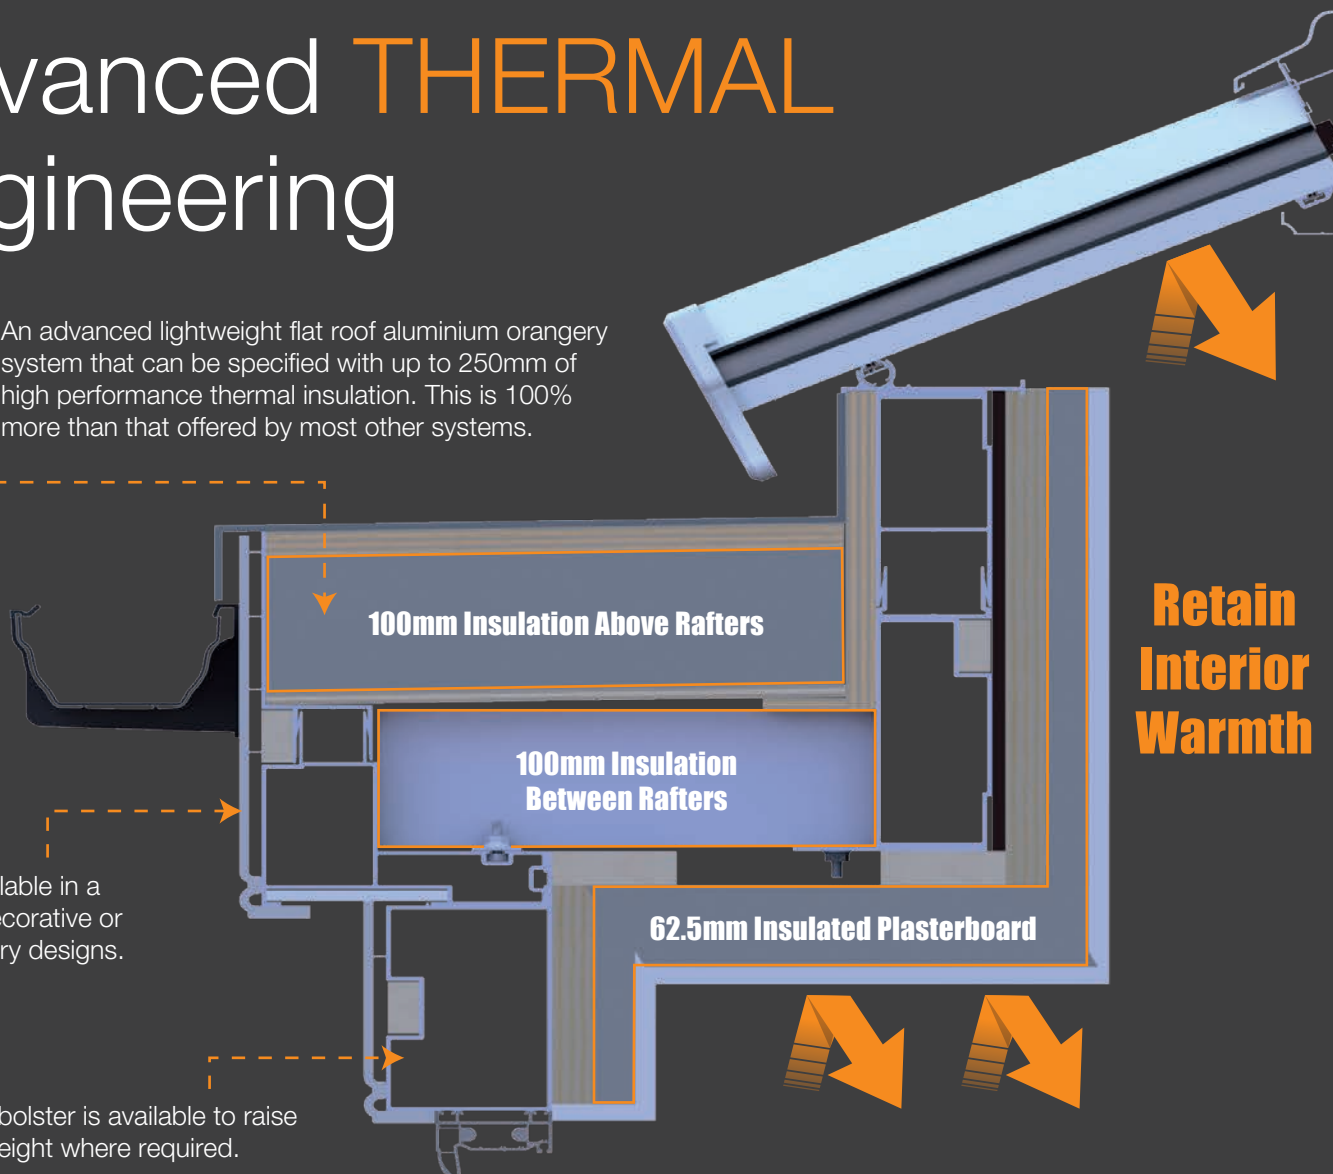 vanced THERMAL
gineering
An advanced lightweight flat roof aluminium orangery
system that can be specified with up to 250mm of
high performance thermal insulation. This is 100%
more than that offered by most other systems.
100mm Insulation Above Rafters
100mm Insulation
Between Rafters
62.5mm Insulated Plasterboard
Retain
Interior
Warmth
lable in a
ecorative or
ry designs.
bolster is available to raise
eight where required.